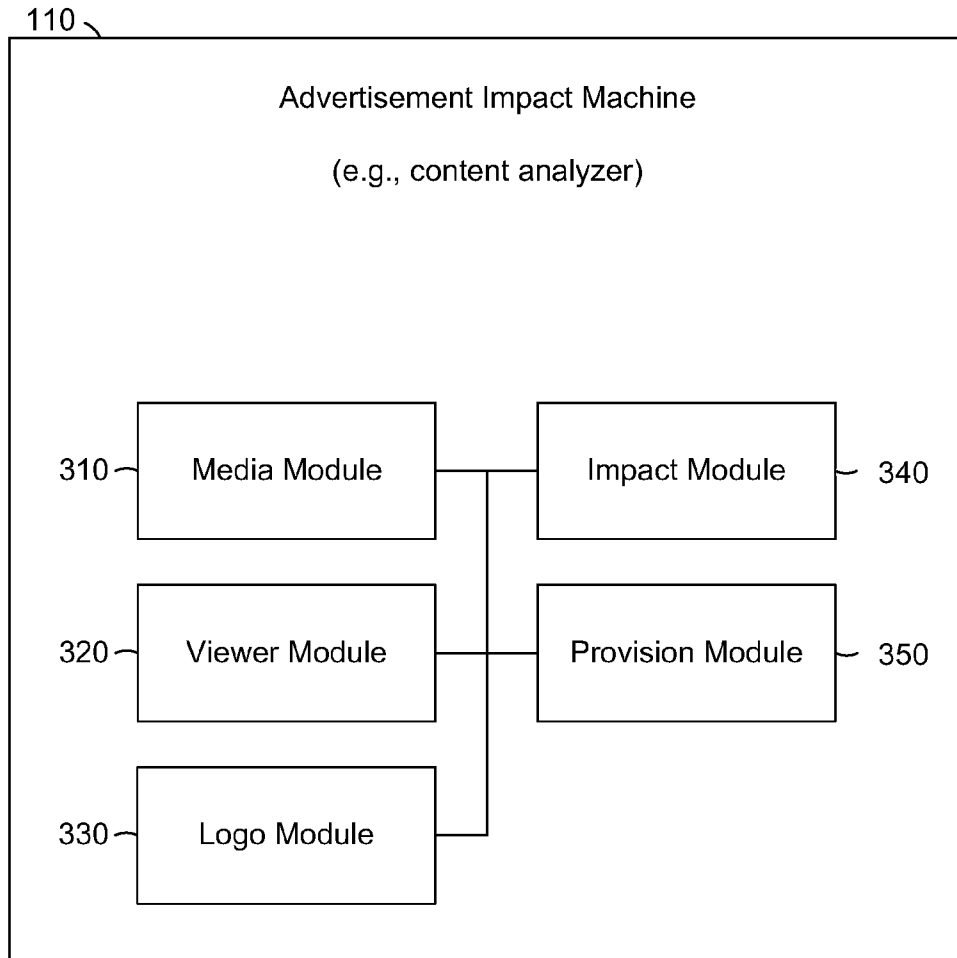 110
Advertisement Impact Machine
(e.g., content analyzer)
310
Media Module
Impact Module
340
320
Viewer Module
Provision Module
350
330
Logo Module